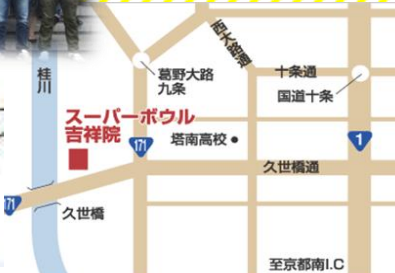 西大路通
葛野大路
九条
十条通
国道十条
桂川
スーパーボウル
吉祥院
171
塔南高校
1
久世橋通
171
久世橋
至京都南I.C